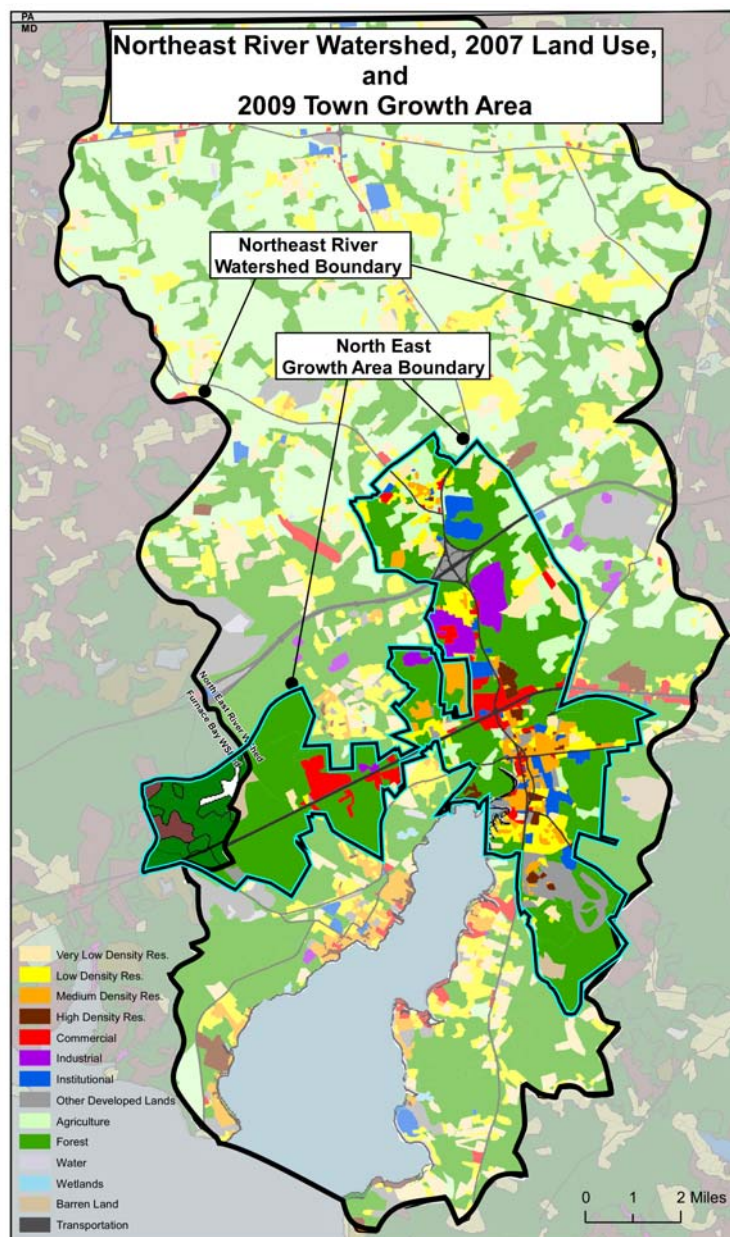 PA
MD
Northeast River Watershed, 2007 Land Use,
and
2009 Town Growth Area
Northeast River
Watershed Boundary
North East
Growth Area Boundary
North East River WShed
Furnace Bay WShed
Very Low Density Res.
Low Density Res.
Medium Density Res.
High Density Res.
Commercial
Industrial
Institutional
Other Developed Lands
Agriculture
Forest
Water
Wetlands
Barren Land
Transportation
0 1 2 Miles